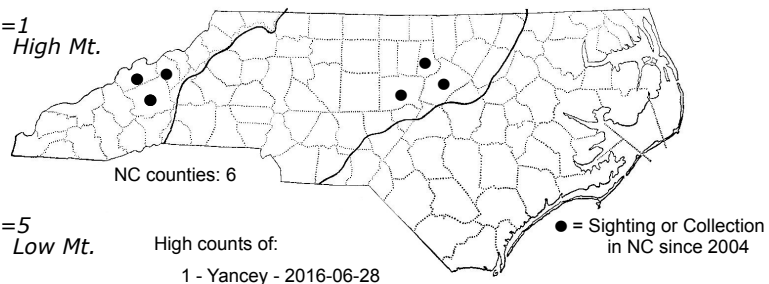 =1
High Mt.
NC counties: 6
=5
Low Mt.
High counts of:
1 - Yancey - 2016-06-28
● = Sighting or Collection
in NC since 2004